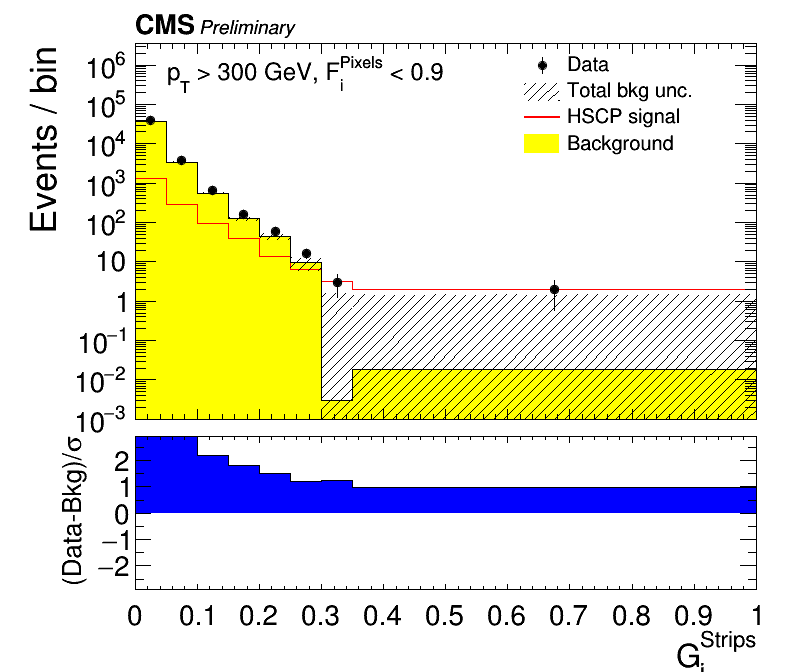 CMS Preliminary
Events / bin
p_T > 300 GeV, F_i^Pixels < 0.9
Data
Total bkg unc.
HSCP signal
Background
10^6
10^5
10^4
10^3
10^2
10
1
10^−1
10^−2
10^−3
(Data-Bkg)/σ
2
1
0
−1
−2
0 0.1 0.2 0.3 0.4 0.5 0.6 0.7 0.8 0.9 1
G_i^Strips